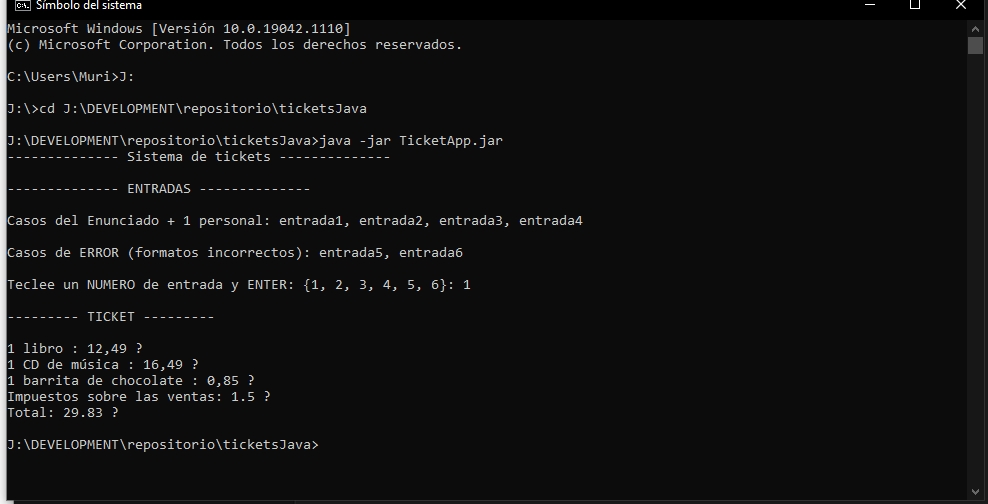 Símbolo del sistema
Microsoft Windows [Versión 10.0.19042.1110]
(c) Microsoft Corporation. Todos los derechos reservados.
C:\Users\Muri>J:
J:\>cd J:\DEVELOPMENT\repositorio\ticketsJava
J:\DEVELOPMENT\repositorio\ticketsJava>java -jar TicketApp.jar
-------------- Sistema de tickets --------------
-------------- ENTRADAS --------------
Casos del Enunciado + 1 personal: entrada1, entrada2, entrada3, entrada4
Casos de ERROR (formatos incorrectos): entrada5, entrada6
Teclee un NUMERO de entrada y ENTER: {1, 2, 3, 4, 5, 6}: 1
--------- TICKET ---------
1 libro : 12,49 ?
1 CD de música : 16,49 ?
1 barrita de chocolate : 0,85 ?
Impuestos sobre las ventas: 1.5 ?
Total: 29.83 ?
J:\DEVELOPMENT\repositorio\ticketsJava>